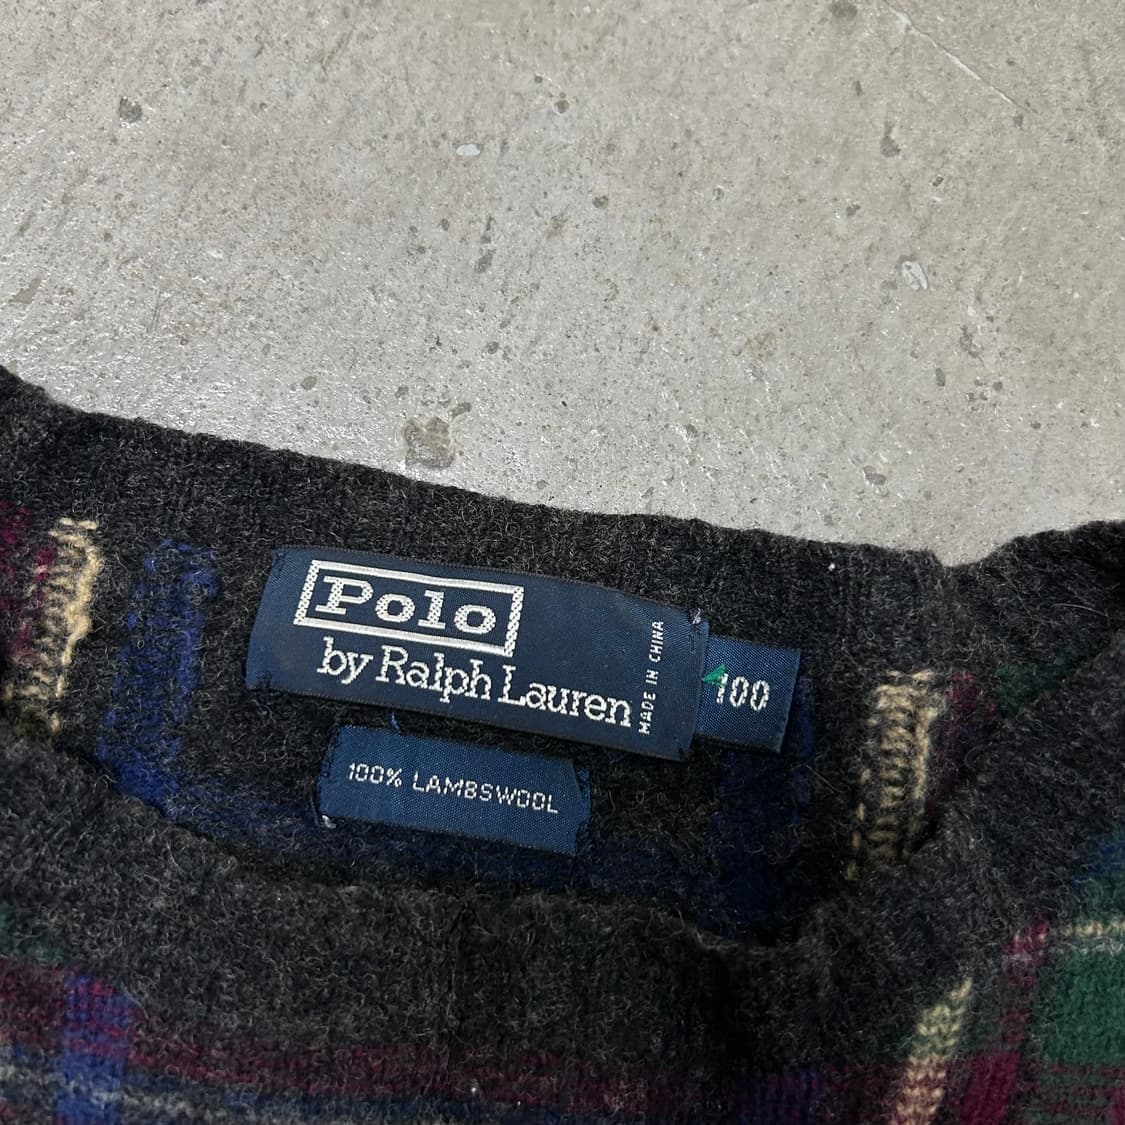 Polo
by Ralph Lauren
MADE IN CHINA
100
100% LAMBSWOOL